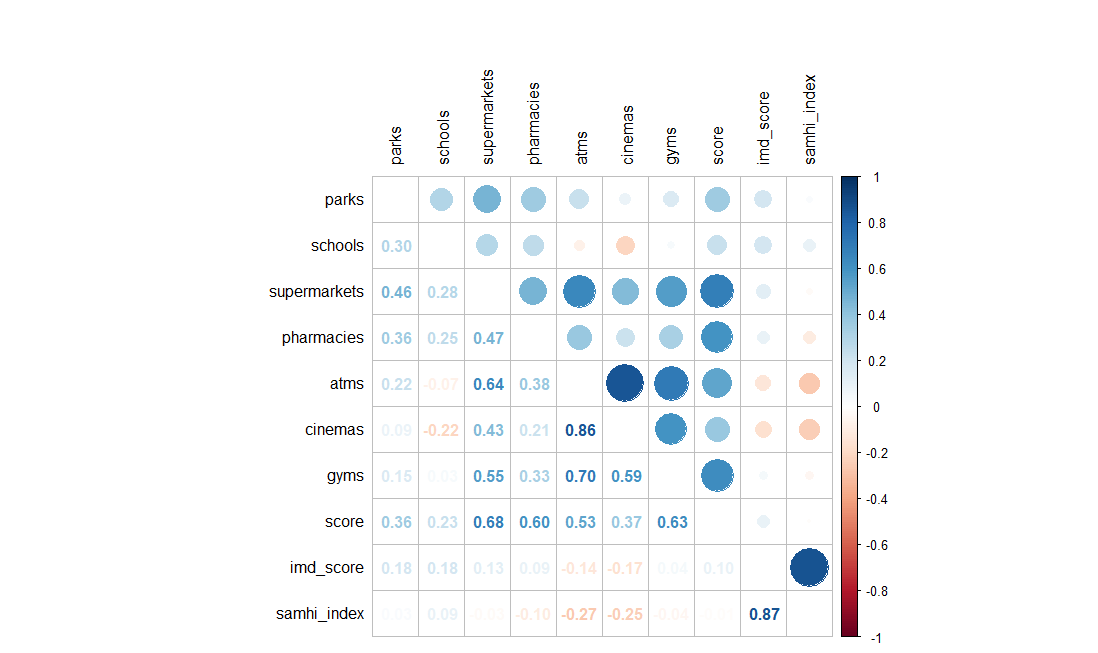 parks
schools
supermarkets
pharmacies
atms
cinemas
gyms
score
imd_score
samhi_index
1
parks
0.8
schools
0.30
0.6
supermarkets
0.46 0.28
0.4
pharmacies
0.36 0.25 0.47
0.2
atms
0.22 -0.07 0.64 0.38
0
cinemas
0.09 -0.22 0.43 0.21 0.86
-0.2
gyms
0.15 0.03 0.55 0.33 0.70 0.59
-0.4
score
0.36 0.23 0.68 0.60 0.53 0.37 0.63
-0.6
imd_score
0.18 0.18 0.13 0.09 -0.14 -0.17 0.04 0.10
-0.8
samhi_index
0.09 -0.10 -0.27 -0.25 -0.04 0.87
-1